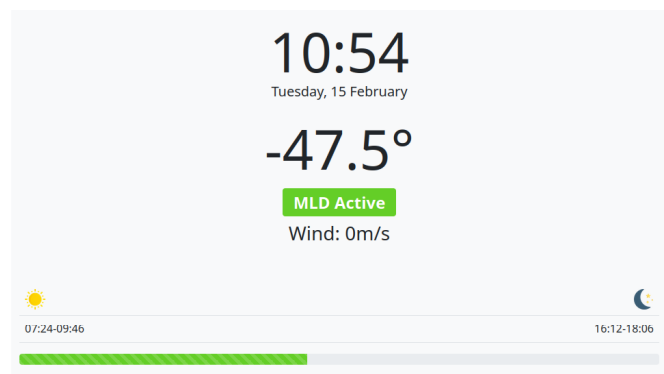 10:54
Tuesday, 15 February
-47.5°
MLD Active
Wind: 0m/s
07:24-09:46
16:12-18:06